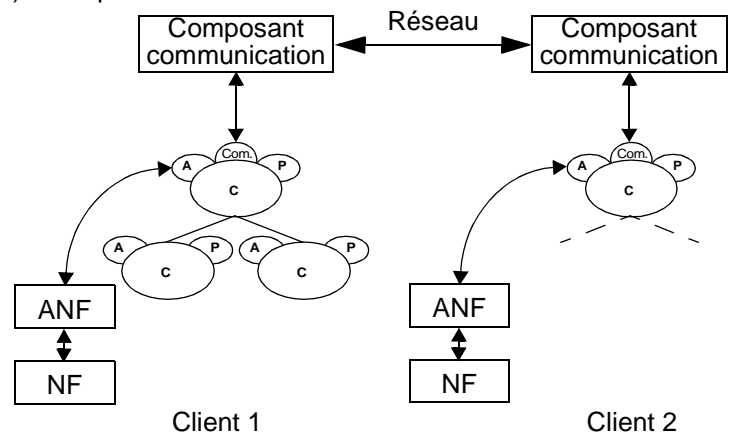 Composant
communication
Réseau
Composant
communication
Com.
A
P
C
A
P
C
A
P
C
ANF
NF
Client 1
Com.
A
P
C
ANF
NF
Client 2